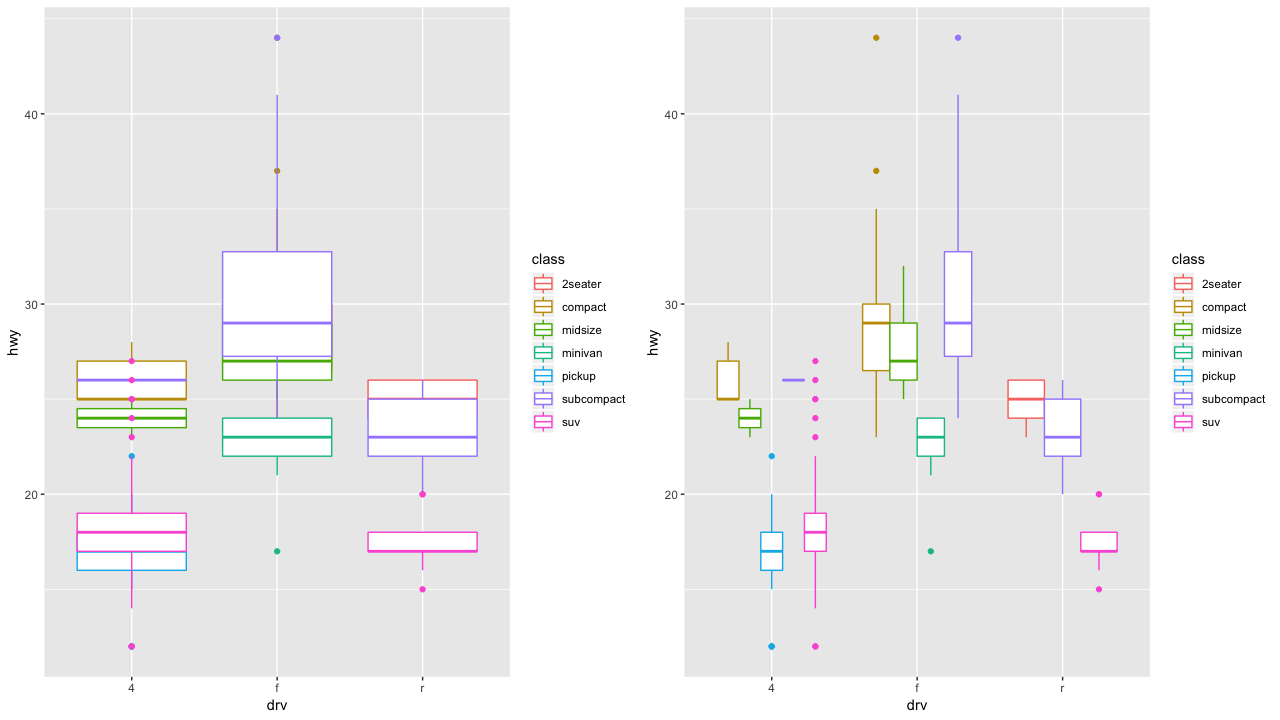 hwy
40
30
20
4
f
r
drv
class
2seater
compact
midsize
minivan
pickup
subcompact
suv
hwy
40
30
20
4
f
r
drv
class
2seater
compact
midsize
minivan
pickup
subcompact
suv